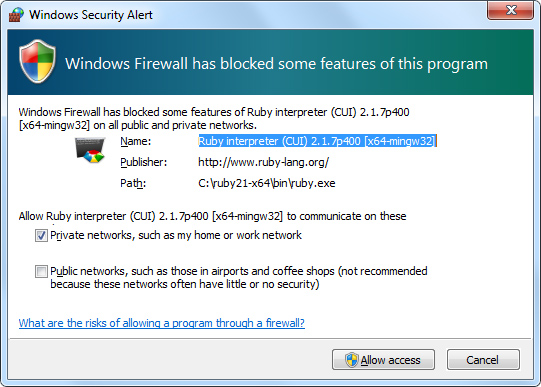 Windows Security Alert
Windows Firewall has blocked some features of this program
Windows Firewall has blocked some features of Ruby interpreter (CUI) 2.1.7p400
[x64-mingw32] on all public and private networks.
Name: Ruby interpreter (CUI) 2.1.7p400 [x64-mingw32]
Publisher: http://www.ruby-lang.org/
Path: C:\ruby21-x64\bin\ruby.exe
Allow Ruby interpreter (CUI) 2.1.7p400 [x64-mingw32] to communicate on these
Private networks, such as my home or work network
Public networks, such as those in airports and coffee shops (not recommended
because these networks often have little or no security)
What are the risks of allowing a program through a firewall?
Allow access Cancel